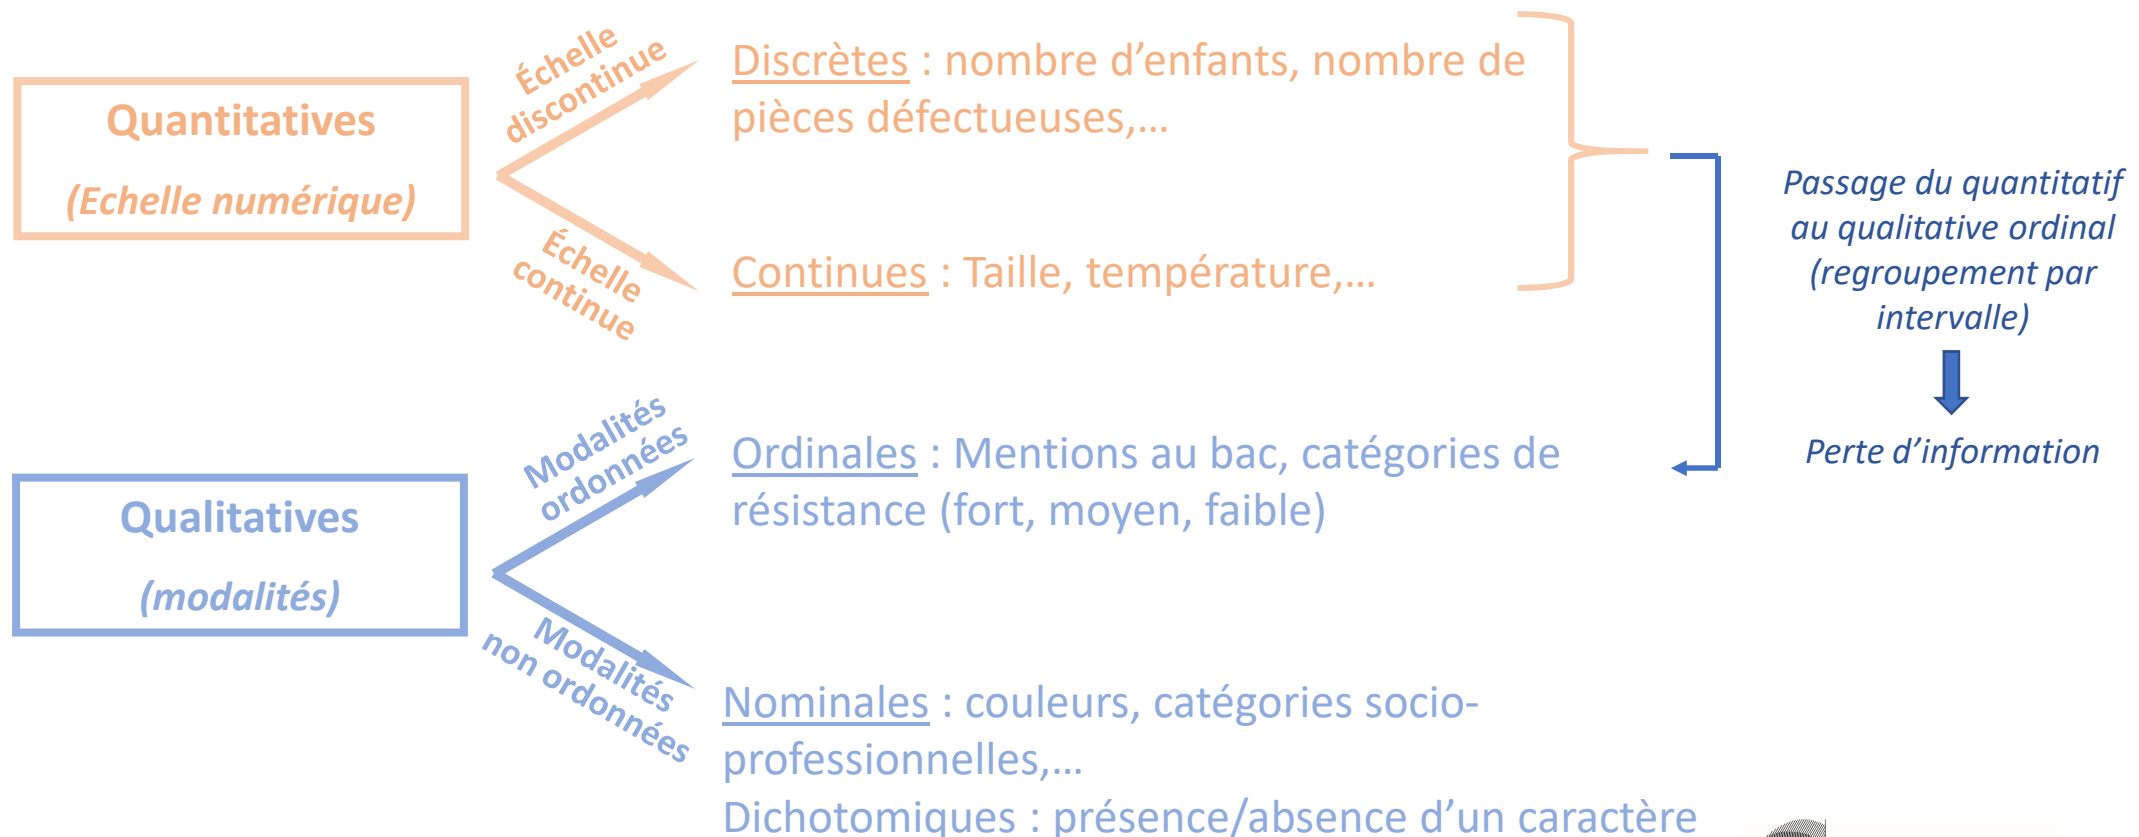 Quantitatives
(Echelle numérique)
Échelle
discontinue
Discrètes : nombre d’enfants, nombre de
pièces défectueuses,…
Échelle
continue
Continues : Taille, température,…
Passage du quantitatif
au qualitative ordinal
(regroupement par
intervalle)
Perte d’information
Qualitatives
(modalités)
Modalités
ordonnées
Ordinales : Mentions au bac, catégories de
résistance (fort, moyen, faible)
Modalités
non ordonnées
Nominales : couleurs, catégories socio-
professionnelles,…
Dichotomiques : présence/absence d’un caractère